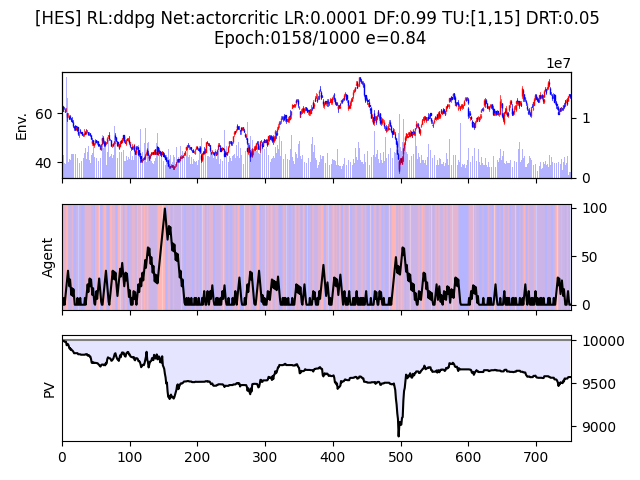 [HES] RL:ddpg Net:actorcritic LR:0.0001 DF:0.99 TU:[1,15] DRT:0.05
Epoch:0158/1000 e=0.84
1e7
Env.
60
40
1
0
Agent
100
50
0
PV
10000
9500
9000
0 100 200 300 400 500 600 700